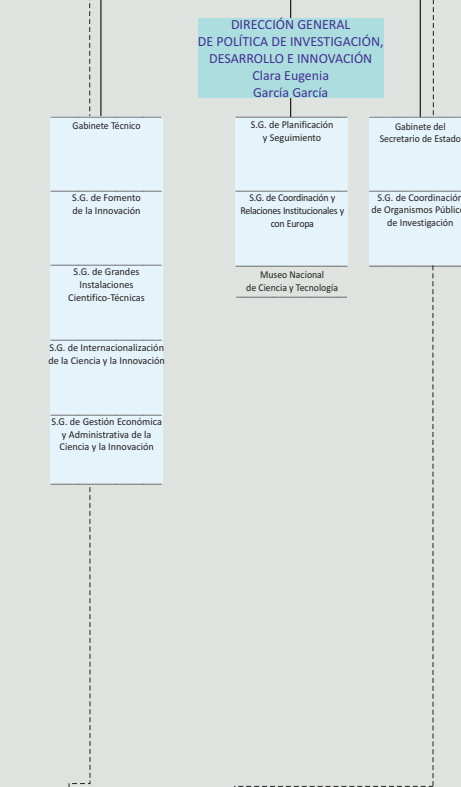 DIRECCIÓN GENERAL
DE POLÍTICA DE INVESTIGACIÓN,
DESARROLLO E INNOVACIÓN
Clara Eugenia
García García
Gabinete Técnico
S.G. de Fomento
de la Innovación
S.G. de Grandes
Instalaciones
Cientifico-Técnicas
S.G. de Internacionalización
de la Ciencia y la Innovación
S.G. de Gestión Económica
y Administrativa de la
Ciencia y la Innovación
S.G. de Planificación
y Seguimiento
S.G. de Coordinación y
Relaciones Institucionales y
con Europa
Museo Nacional
de Ciencia y Tecnología
Gabinete del
Secretario de Estado
S.G. de Coordinación
de Organismos Público
de Investigación